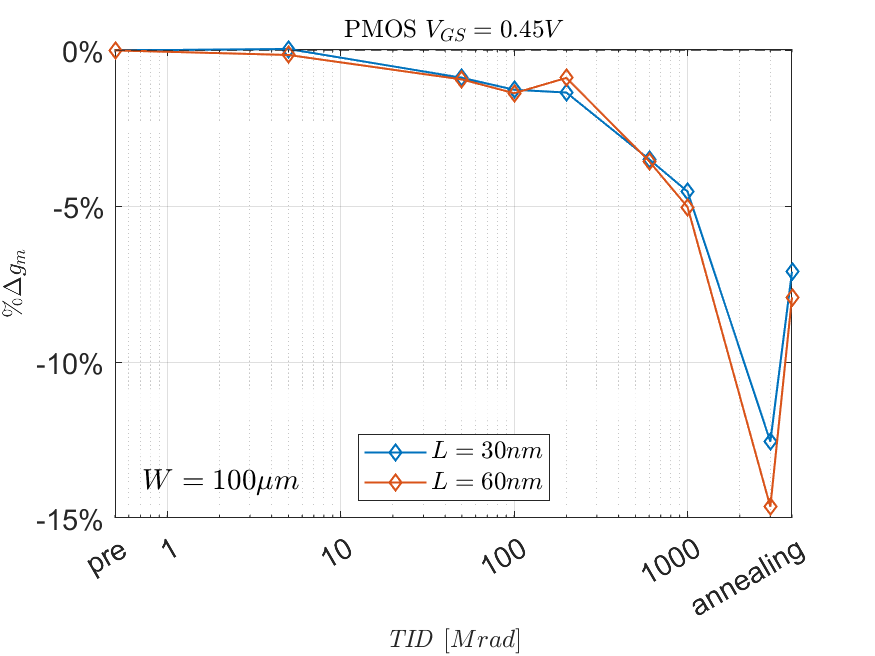 PMOS V_GS = 0.45V
0%
-5%
-10%
-15%
%Δg_m
W = 100μm
L = 30nm
L = 60nm
pre 1 10 100 1000 annealing
TID [Mrad]